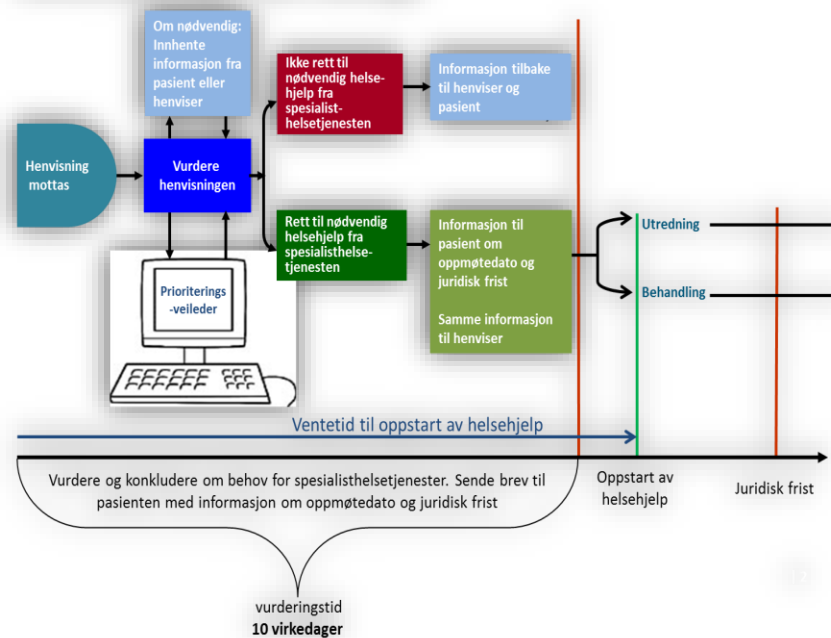 Om nødvendig:
Innhente
informasjon fra
pasient eller
henviser
Ikke rett til
nødvendig helse-
hjelp fra
spesialist-
helsetjenesten
Informasjon tilbake
til henviser og
pasient
Henvisning
mottas
Vurdere
henvisningen
Rett til nødvendig
helsehjelp fra
spesialisthelse-
tjenesten
Informasjon til
pasient om
oppmøtedato og
juridisk frist
Samme informasjon
til henviser
Utredning
Behandling
Prioriterings
-veileder
Ventetid til oppstart av helsehjelp
Vurdere og konkludere om behov for spesialisthelsetjenester. Sende brev til
pasienten med informasjon om oppmøtedato og juridisk frist
Oppstart av
helsehjelp
Juridisk frist
vurderingstid
10 virkedager
2